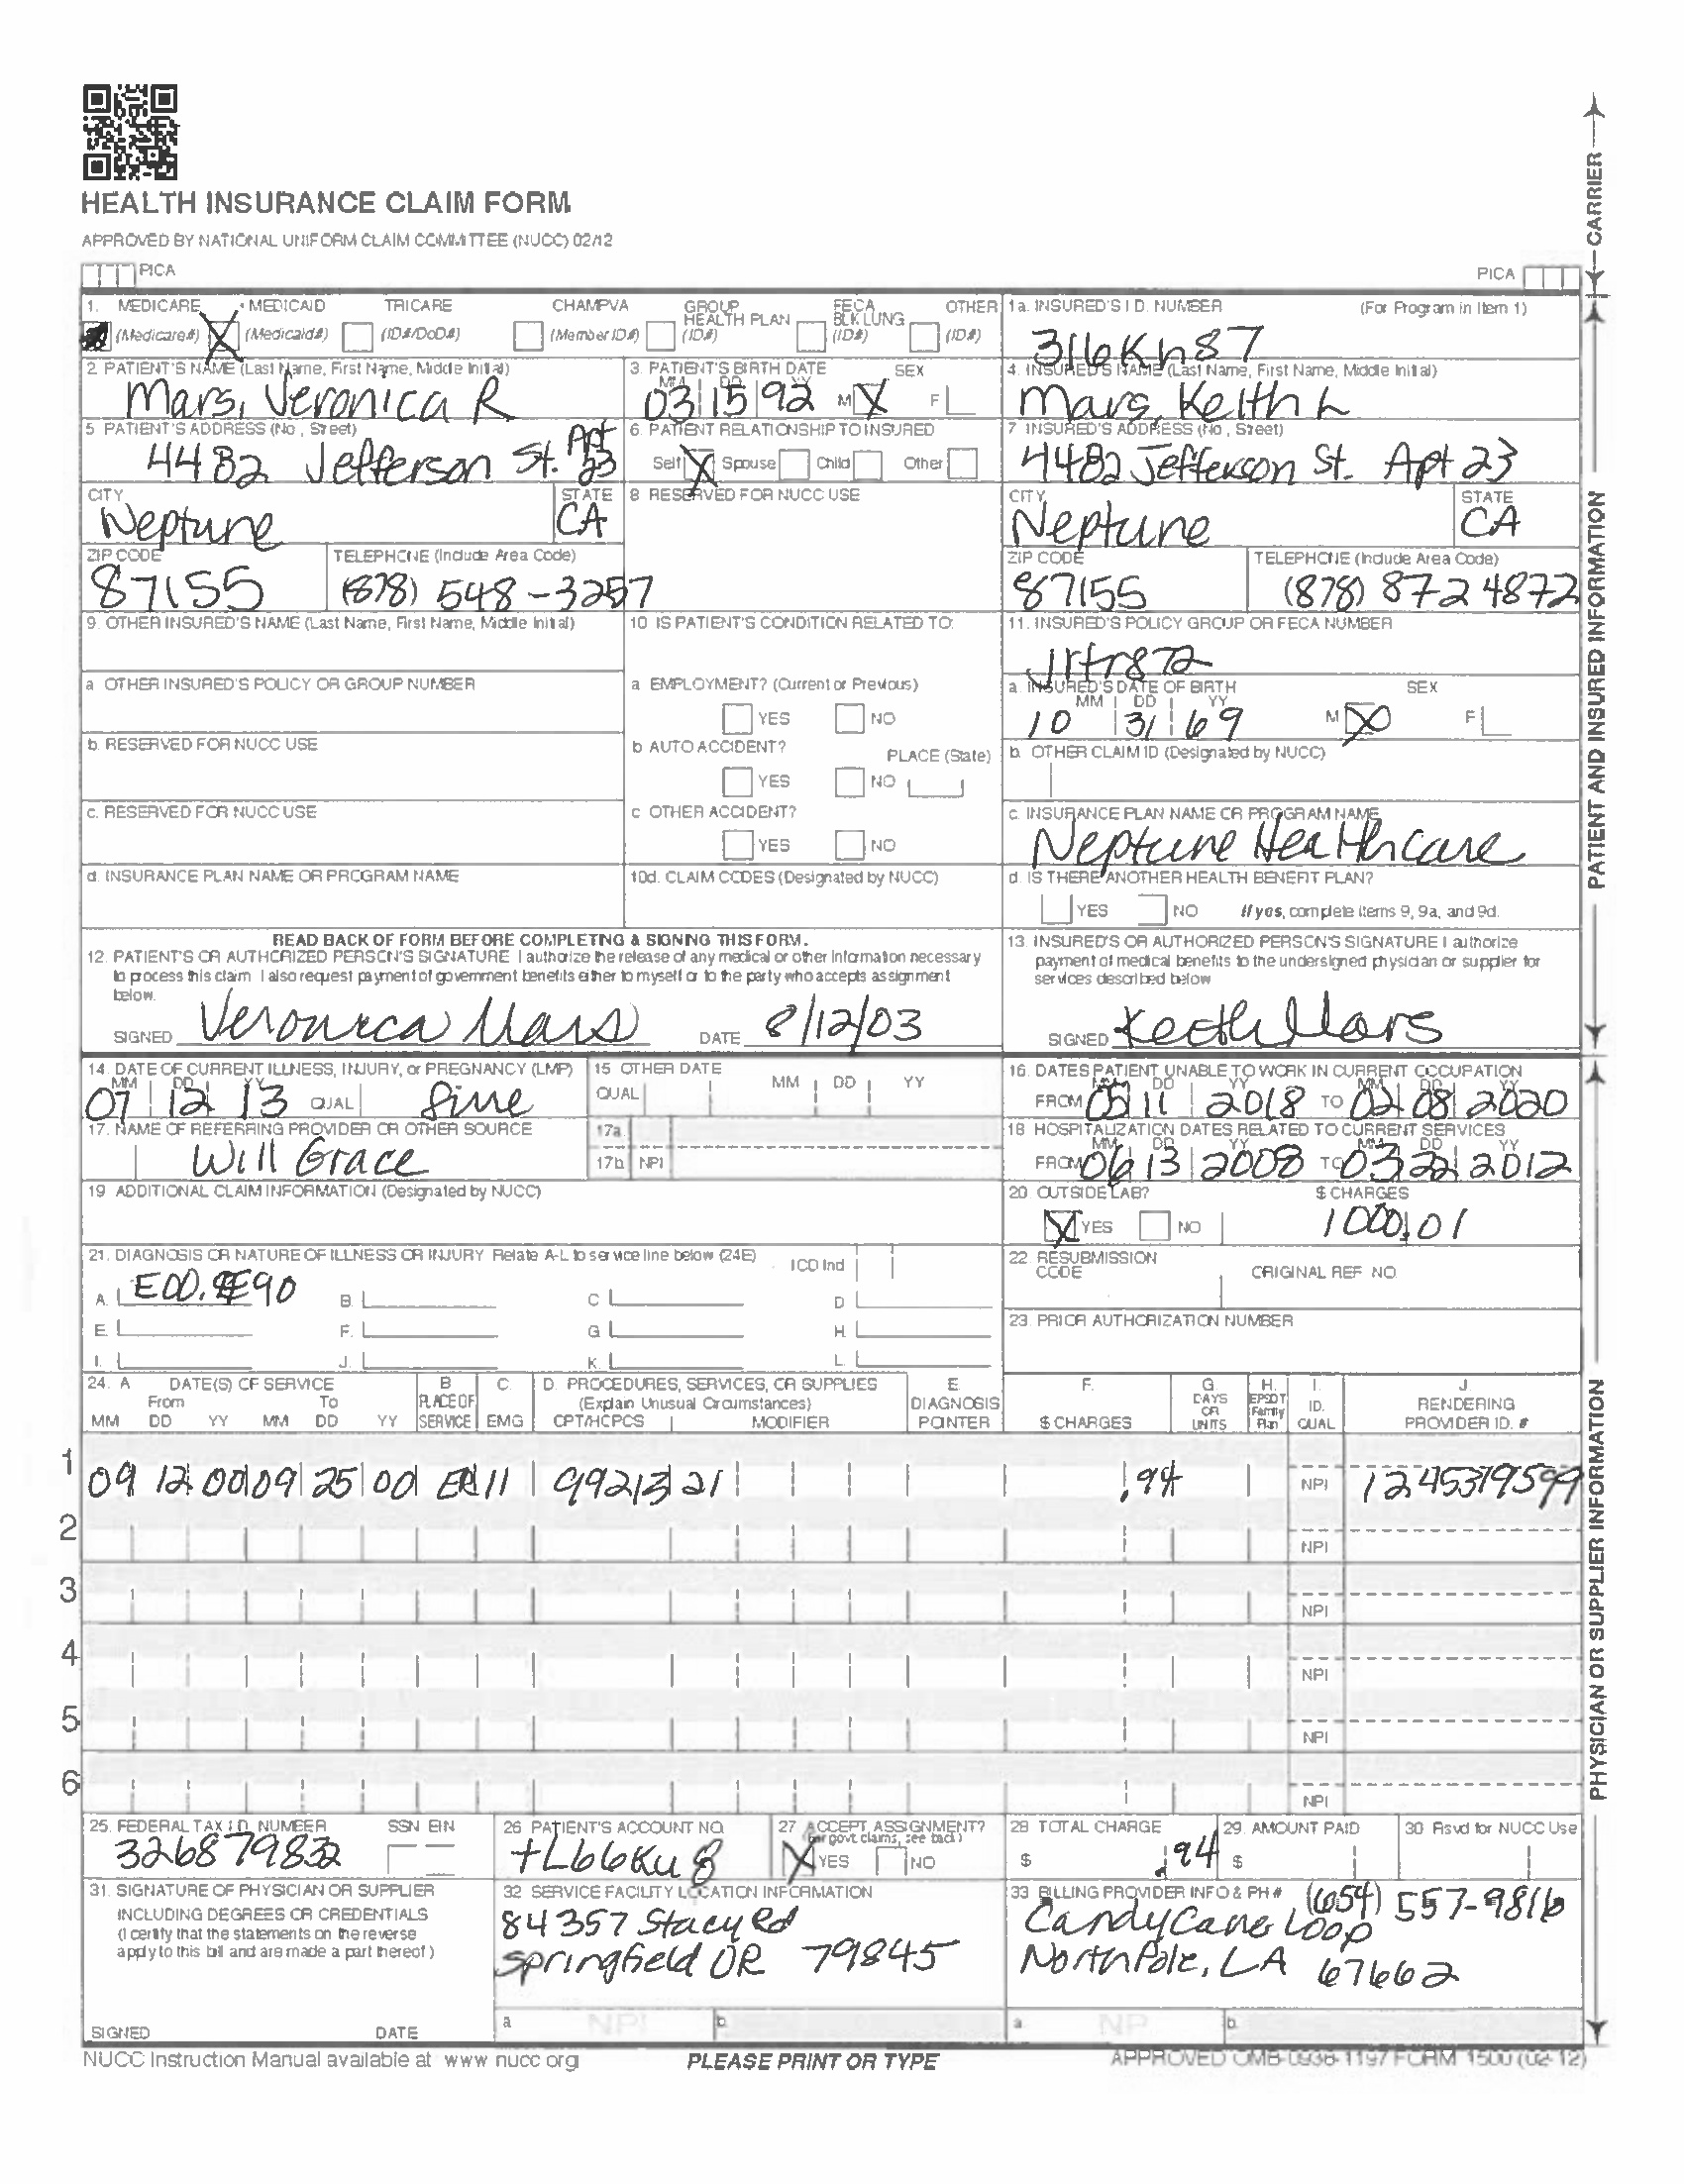 HEALTH INSURANCE CLAIM FORM
APPROVED BY NATIONAL UNIFORM CLAIM COMMITTEE (NUCC) 02/12
PICA
PICA
CARRIER
1. MEDICARE MEDICAID TRICARE CHAMPVA GROUP HEALTH PLAN FECA BLK LUNG OTHER
(Medicare#) (Medicaid#) (ID#/DoD#) (Member ID#) (ID#) (ID#) (ID#)
1a. INSURED'S I.D. NUMBER (For Program in Item 1)
316Kh87
2. PATIENT'S NAME (Last Name, First Name, Middle Initial)
Mars, Veronica R
3. PATIENT'S BIRTH DATE SEX
MM DD YY
03 15 92 M X F
4. INSURED'S NAME (Last Name, First Name, Middle Initial)
Mars, Keith L
5. PATIENT'S ADDRESS (No., Street)
4482 Jefferson St. Apt 23
6. PATIENT RELATIONSHIP TO INSURED
Self X Spouse Child Other
7. INSURED'S ADDRESS (No., Street)
4482 Jefferson St. Apt 23
CITY STATE
Neptune CA
8. RESERVED FOR NUCC USE
CITY STATE
Neptune CA
ZIP CODE TELEPHONE (Include Area Code)
87155 (878) 548-3257
ZIP CODE TELEPHONE (Include Area Code)
87155 (878) 872 4872
9. OTHER INSURED'S NAME (Last Name, First Name, Middle Initial)
10. IS PATIENT'S CONDITION RELATED TO:
11. INSURED'S POLICY GROUP OR FECA NUMBER
a. OTHER INSURED'S POLICY OR GROUP NUMBER
a. EMPLOYMENT? (Current or Previous)
YES NO
a. INSURED'S DATE OF BIRTH SEX
MM DD YY
10 31 69 M X F
b. RESERVED FOR NUCC USE
b. AUTO ACCIDENT? PLACE (State)
YES NO
b. OTHER CLAIM ID (Designated by NUCC)
c. RESERVED FOR NUCC USE
c. OTHER ACCIDENT?
YES NO
c. INSURANCE PLAN NAME OR PROGRAM NAME
Neptune Healthcare
d. INSURANCE PLAN NAME OR PROGRAM NAME
10d. CLAIM CODES (Designated by NUCC)
d. IS THERE ANOTHER HEALTH BENEFIT PLAN?
YES NO If yes, complete items 9, 9a, and 9d.
PATIENT AND INSURED INFORMATION
READ BACK OF FORM BEFORE COMPLETING & SIGNING THIS FORM.
12. PATIENT'S OR AUTHORIZED PERSON'S SIGNATURE I authorize the release of any medical or other information necessary
to process this claim. I also request payment of government benefits either to myself or to the party who accepts assignment
below.
SIGNED Veronica Mars DATE 8/12/03
13. INSURED'S OR AUTHORIZED PERSON'S SIGNATURE I authorize
payment of medical benefits to the undersigned physician or supplier for
services described below.
SIGNED Keith Mars
14. DATE OF CURRENT ILLNESS, INJURY, or PREGNANCY (LMP)
MM DD YY
07 12 13 QUAL
15. OTHER DATE
QUAL MM DD YY
16. DATES PATIENT UNABLE TO WORK IN CURRENT OCCUPATION
MM DD YY MM DD YY
FROM 05 11 2018 TO 02 08 2020
17. NAME OF REFERRING PROVIDER OR OTHER SOURCE
Will Grace
17a.
17b. NPI
18. HOSPITALIZATION DATES RELATED TO CURRENT SERVICES
MM DD YY MM DD YY
FROM 06 13 2008 TO 03 22 2012
19. ADDITIONAL CLAIM INFORMATION (Designated by NUCC)
20. OUTSIDE LAB? $ CHARGES
X YES NO 1000.01
21. DIAGNOSIS OR NATURE OF ILLNESS OR INJURY Relate A-L to service line below (24E) ICD Ind
A. B. C. D.
E. F. G. H.
I. J. K. L.
22. RESUBMISSION CODE ORIGINAL REF. NO.
23. PRIOR AUTHORIZATION NUMBER
24. A. DATE(S) OF SERVICE B. C. D. PROCEDURES, SERVICES, OR SUPPLIES E. F. G. H. I. J.
From To PLACE OF (Explain Unusual Circumstances) DIAGNOSIS DAYS OR UNITS EPSDT Family Plan ID. RENDERING
MM DD YY MM DD YY SERVICE EMG CPT/HCPCS MODIFIER POINTER $ CHARGES QUAL. PROVIDER ID. #
1 09 12 00 09 25 00 11 99213 21 .94 NPI 1245319599
2 NPI
3 NPI
4 NPI
5 NPI
6 NPI
PHYSICIAN OR SUPPLIER INFORMATION
25. FEDERAL TAX I.D. NUMBER SSN EIN
26. PATIENT'S ACCOUNT NO.
+L66Ku8
27. ACCEPT ASSIGNMENT?
(For govt. claims, see back)
X YES NO
28. TOTAL CHARGE
$ .94
29. AMOUNT PAID
$
30. Rsvd for NUCC Use
31. SIGNATURE OF PHYSICIAN OR SUPPLIER
INCLUDING DEGREES OR CREDENTIALS
(I certify that the statements on the reverse
apply to this bill and are made a part thereof.)
SIGNED DATE
32. SERVICE FACILITY LOCATION INFORMATION
84357 Stacy Rd
Springfield OR 79845
a. NPI b.
33. BILLING PROVIDER INFO & PH # (654) 557-9816
CandyCane Loop
North Pole, LA 67662
a. NPI b.
NUCC Instruction Manual available at: www.nucc.org
PLEASE PRINT OR TYPE
APPROVED OMB-0938-1197 FORM 1500 (02-12)